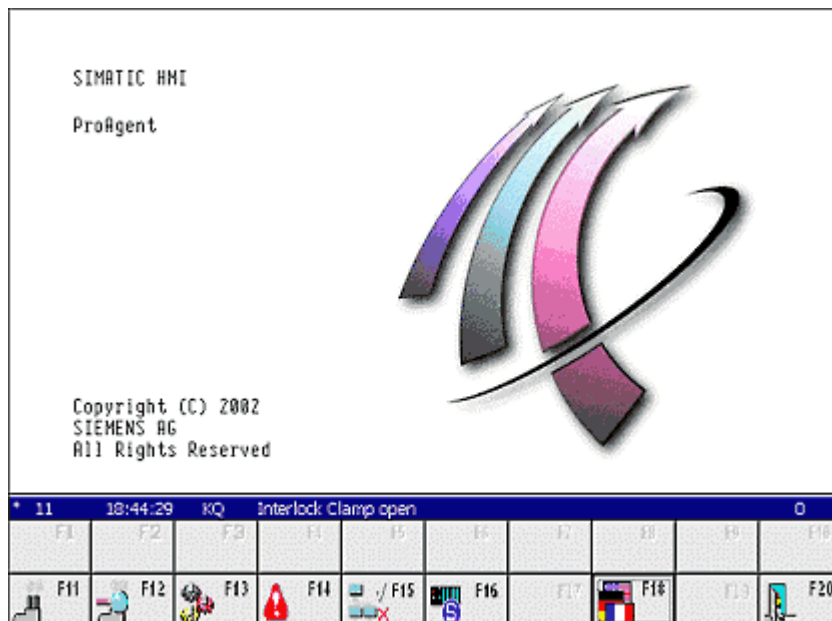 SIMATIC HMI
ProAgent
Copyright (C) 2002
SIEMENS AG
All Rights Reserved
* 11 18:44:29 KQ Interlock Clamp open 0
F1 F2 F3 F4 F5 F6 F7 F8 F9 F10
F11 F12 F13 F14 F15 F16 F17 F18 F19 F20
S